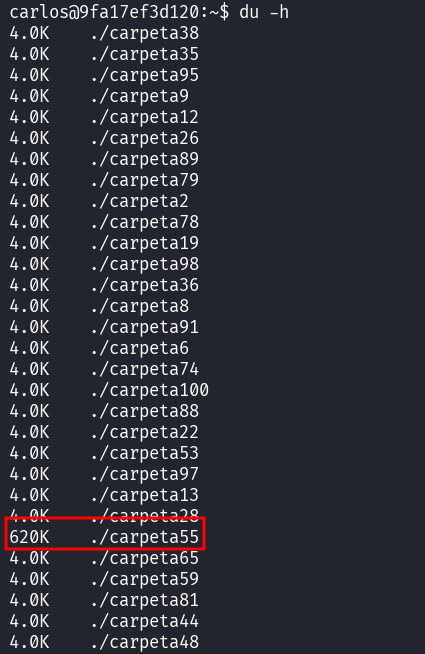 carlos@9fa17ef3d120:~$ du -h
4.0K    ./carpeta38
4.0K    ./carpeta35
4.0K    ./carpeta95
4.0K    ./carpeta9
4.0K    ./carpeta12
4.0K    ./carpeta26
4.0K    ./carpeta89
4.0K    ./carpeta79
4.0K    ./carpeta2
4.0K    ./carpeta78
4.0K    ./carpeta19
4.0K    ./carpeta98
4.0K    ./carpeta36
4.0K    ./carpeta8
4.0K    ./carpeta91
4.0K    ./carpeta6
4.0K    ./carpeta74
4.0K    ./carpeta100
4.0K    ./carpeta88
4.0K    ./carpeta22
4.0K    ./carpeta53
4.0K    ./carpeta97
4.0K    ./carpeta13
4.0K    ./carpeta28
620K    ./carpeta55
4.0K    ./carpeta65
4.0K    ./carpeta59
4.0K    ./carpeta81
4.0K    ./carpeta44
4.0K    ./carpeta48